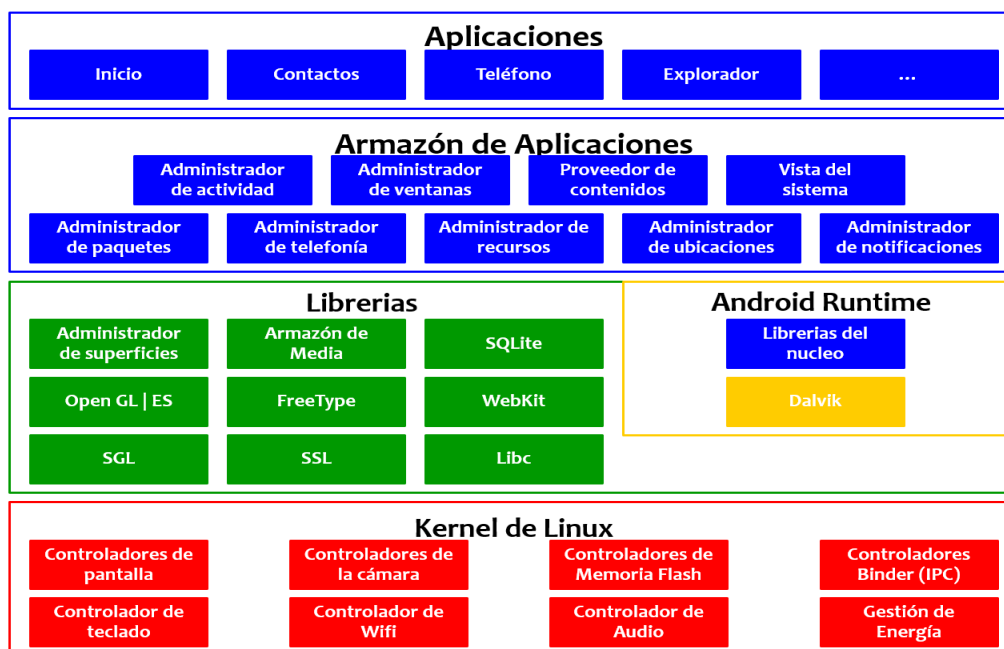 Aplicaciones
Inicio
Contactos
Teléfono
Explorador
...
Armazón de Aplicaciones
Administrador
de actividad
Administrador
de ventanas
Proveedor de
contenidos
Vista del
sistema
Administrador
de paquetes
Administrador
de telefonía
Administrador de
recursos
Administrador
de ubicaciones
Administrador
de notificaciones
Librerias
Administrador
de superficies
Armazón de
Media
SQLite
Open GL | ES
FreeType
WebKit
SGL
SSL
Libc
Android Runtime
Librerias del
nucleo
Dalvik
Kernel de Linux
Controladores de
pantalla
Controladores de
la cámara
Controladores de
Memoria Flash
Controladores
Binder (IPC)
Controlador de
teclado
Controlador de
Wifi
Controlador de
Audio
Gestión de
Energía